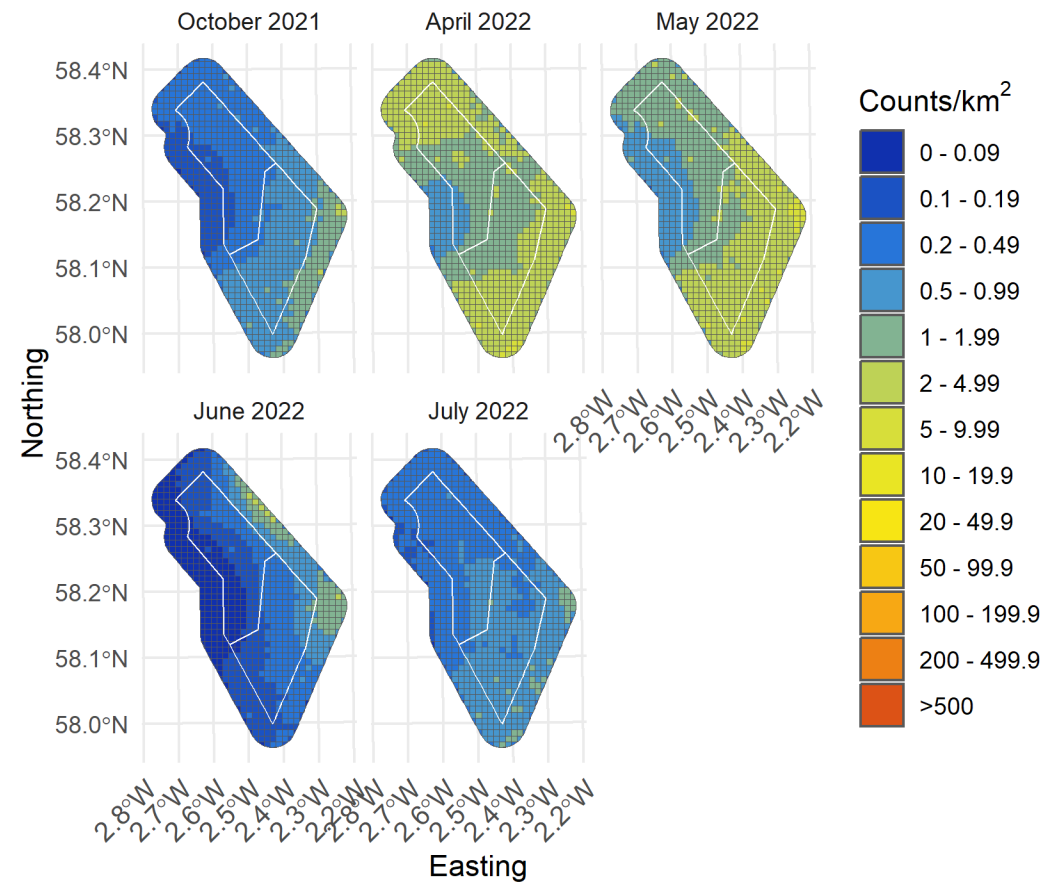 October 2021
April 2022
May 2022
58.4°N
58.3°N
58.2°N
58.1°N
58.0°N
2.8°W
2.7°W
2.6°W
2.5°W
2.4°W
2.3°W
2.2°W
June 2022
July 2022
58.4°N
58.3°N
58.2°N
58.1°N
58.0°N
2.8°W
2.7°W
2.6°W
2.5°W
2.4°W
2.3°W
2.2°W
2.8°W
2.7°W
2.6°W
2.5°W
2.4°W
2.3°W
2.2°W
Northing
Easting
Counts/km²
0 - 0.09
0.1 - 0.19
0.2 - 0.49
0.5 - 0.99
1 - 1.99
2 - 4.99
5 - 9.99
10 - 19.9
20 - 49.9
50 - 99.9
100 - 199.9
200 - 499.9
>500